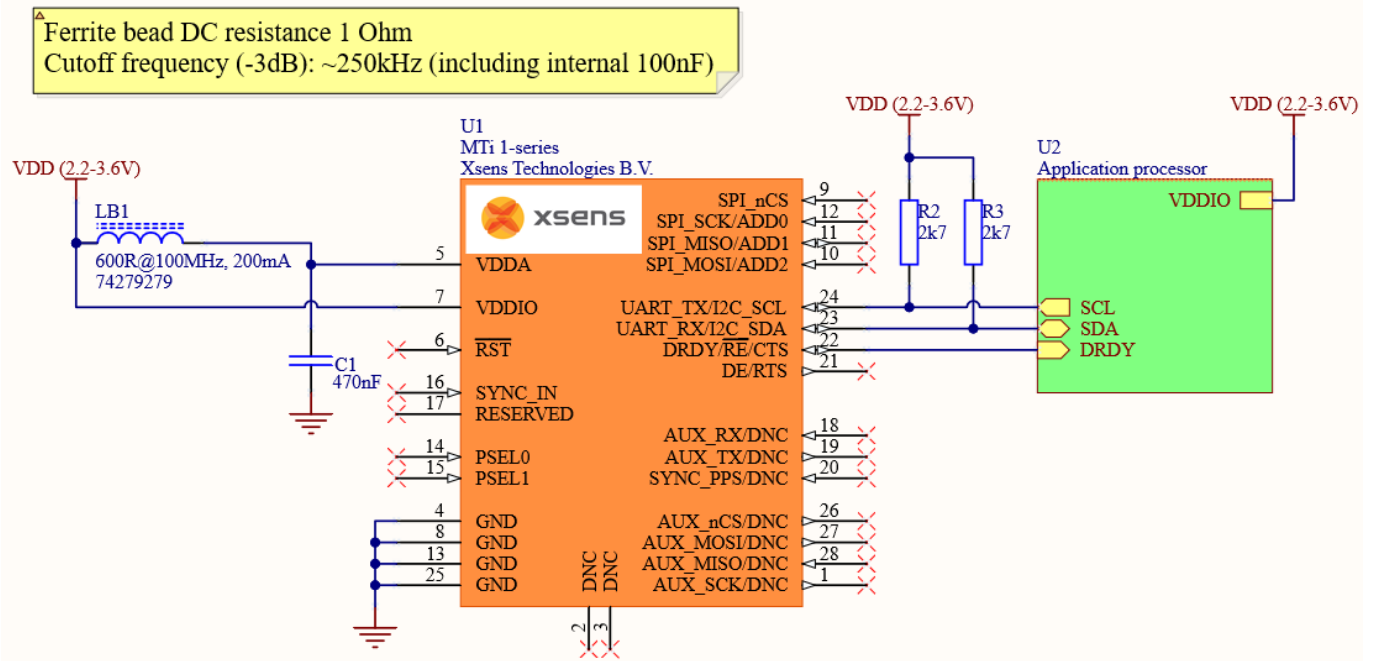 Ferrite bead DC resistance 1 Ohm
Cutoff frequency (-3dB): ~250kHz (including internal 100nF)
VDD (2.2-3.6V)
LB1
600R@100MHz, 200mA
74279279
C1
470nF
U1
MTi 1-series
Xsens Technologies B.V.
xsens
5 VDDA
7 VDDIO
6 RST
16 SYNC_IN
17 RESERVED
14 PSEL0
15 PSEL1
4 GND
8 GND
13 GND
25 GND
DNC 2
DNC 3
SPI_nCS 9
SPI_SCK/ADD0 12
SPI_MISO/ADD1 11
SPI_MOSI/ADD2 10
UART_TX/I2C_SCL 24
UART_RX/I2C_SDA 23
DRDY/RE/CTS 22
DE/RTS 21
AUX_RX/DNC 18
AUX_TX/DNC 19
SYNC_PPS/DNC 20
AUX_nCS/DNC 26
AUX_MOSI/DNC 27
AUX_MISO/DNC 28
AUX_SCK/DNC 1
VDD (2.2-3.6V)
R2
2k7
R3
2k7
VDD (2.2-3.6V)
U2
Application processor
VDDIO
SCL
SDA
DRDY